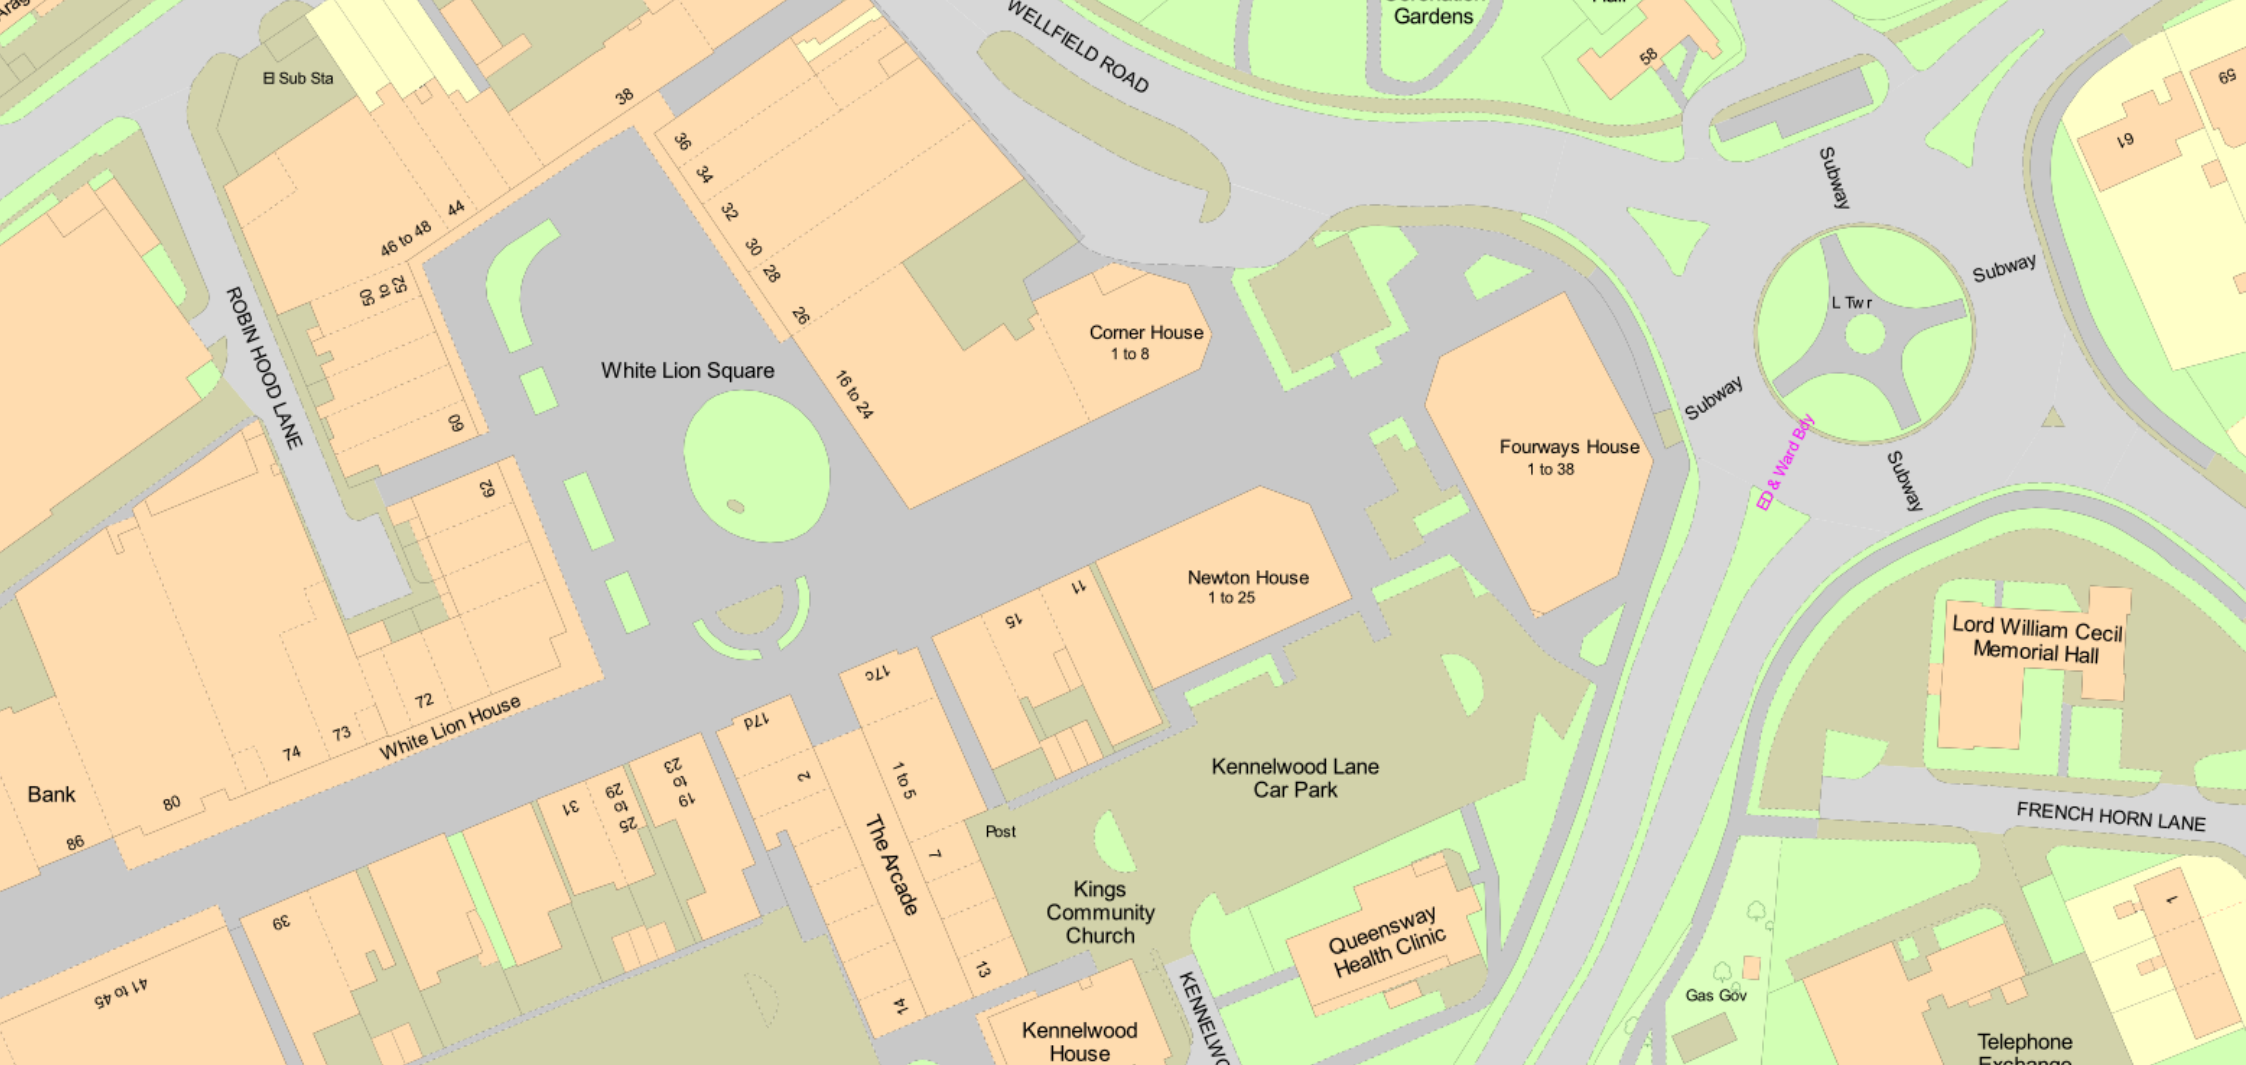 Gardens
WELLFIELD ROAD
58
59
61
El Sub Sta
38
36
34
32
30
28
26
44
46 to 48
52
to
50
60
62
ROBIN HOOD LANE
White Lion Square
16 to 24
Corner House
1 to 8
Subway
Subway
Subway
Subway
L Twr
ED & Ward Bdy
Fourways House
1 to 38
Newton House
1 to 25
11
15
17c
17d
Lord William Cecil
Memorial Hall
White Lion House
72
73
74
80
86
Bank
23
to
19
29
to
25
31
39
41 to 45
2
1 to 5
7
13
14
The Arcade
Post
Kennelwood Lane
Car Park
Kings
Community
Church
Queensway
Health Clinic
Kennelwood
House
KENNELWO
FRENCH HORN LANE
1
Gas Gov
Telephone
Exchange